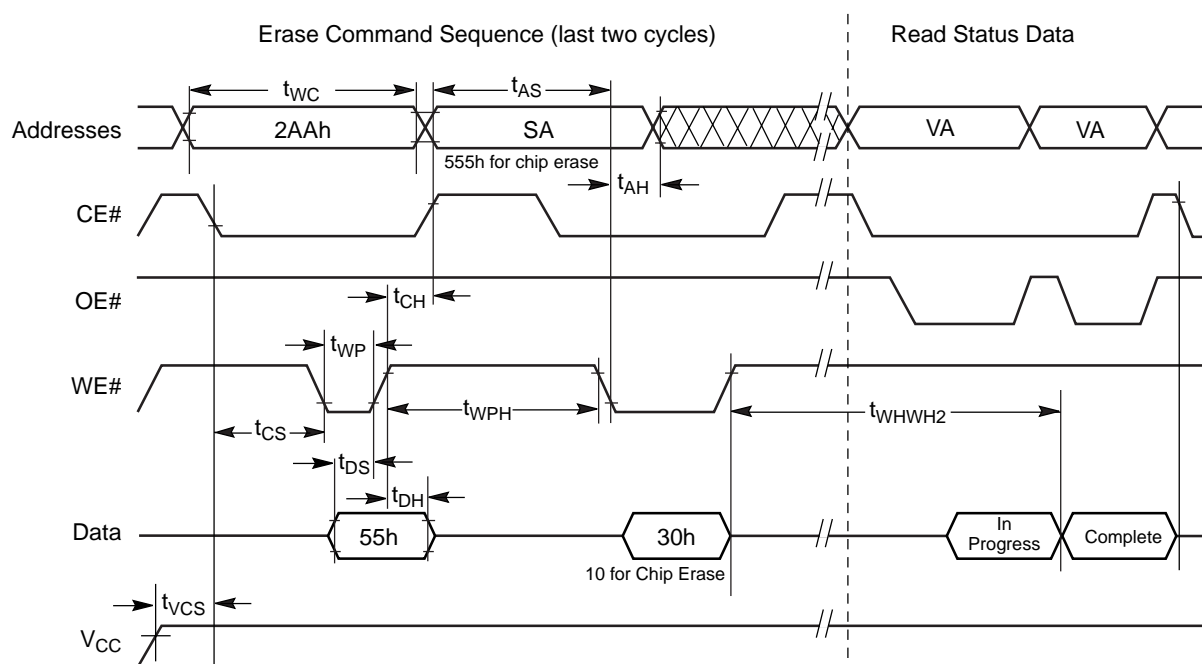 Erase Command Sequence (last two cycles)
Read Status Data
tWC
tAS
Addresses
2AAh
SA
VA
VA
555h for chip erase
tAH
CE#
OE#
tCH
tWP
WE#
tWPH
tWHWH2
tCS
tDS
tDH
Data
55h
30h
In
Progress
Complete
10 for Chip Erase
tVCS
VCC